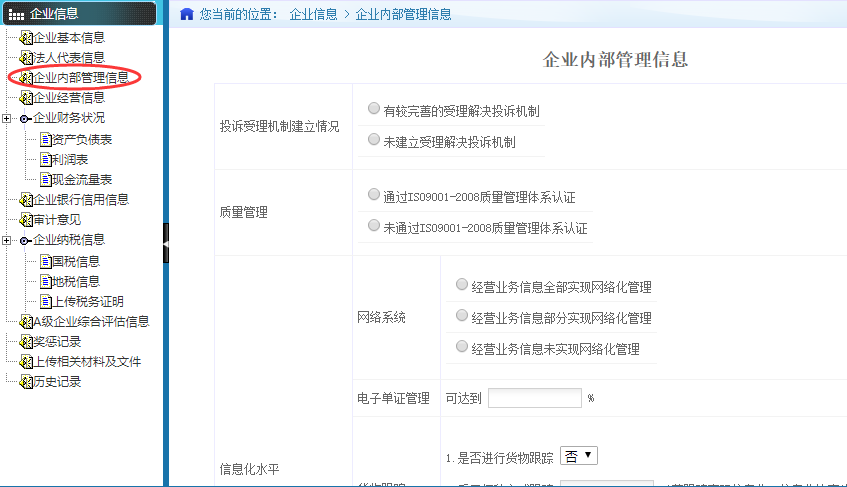 企业信息
企业基本信息
法人代表信息
企业内部管理信息
企业经营信息
企业财务状况
资产负债表
利润表
现金流量表
企业银行信用信息
审计意见
企业纳税信息
国税信息
地税信息
上传税务证明
A级企业综合评估信息
奖惩记录
上传相关材料及文件
历史记录
您当前的位置： 企业信息 > 企业内部管理信息
企业内部管理信息
投诉受理机制建立情况
有较完善的受理解决投诉机制
未建立受理解决投诉机制
质量管理
通过ISO9001-2008质量管理体系认证
未通过ISO9001-2008质量管理体系认证
网络系统
经营业务信息全部实现网络化管理
经营业务信息部分实现网络化管理
经营业务信息未实现网络化管理
电子单证管理 可达到 %
信息化水平
1.是否进行货物跟踪 否